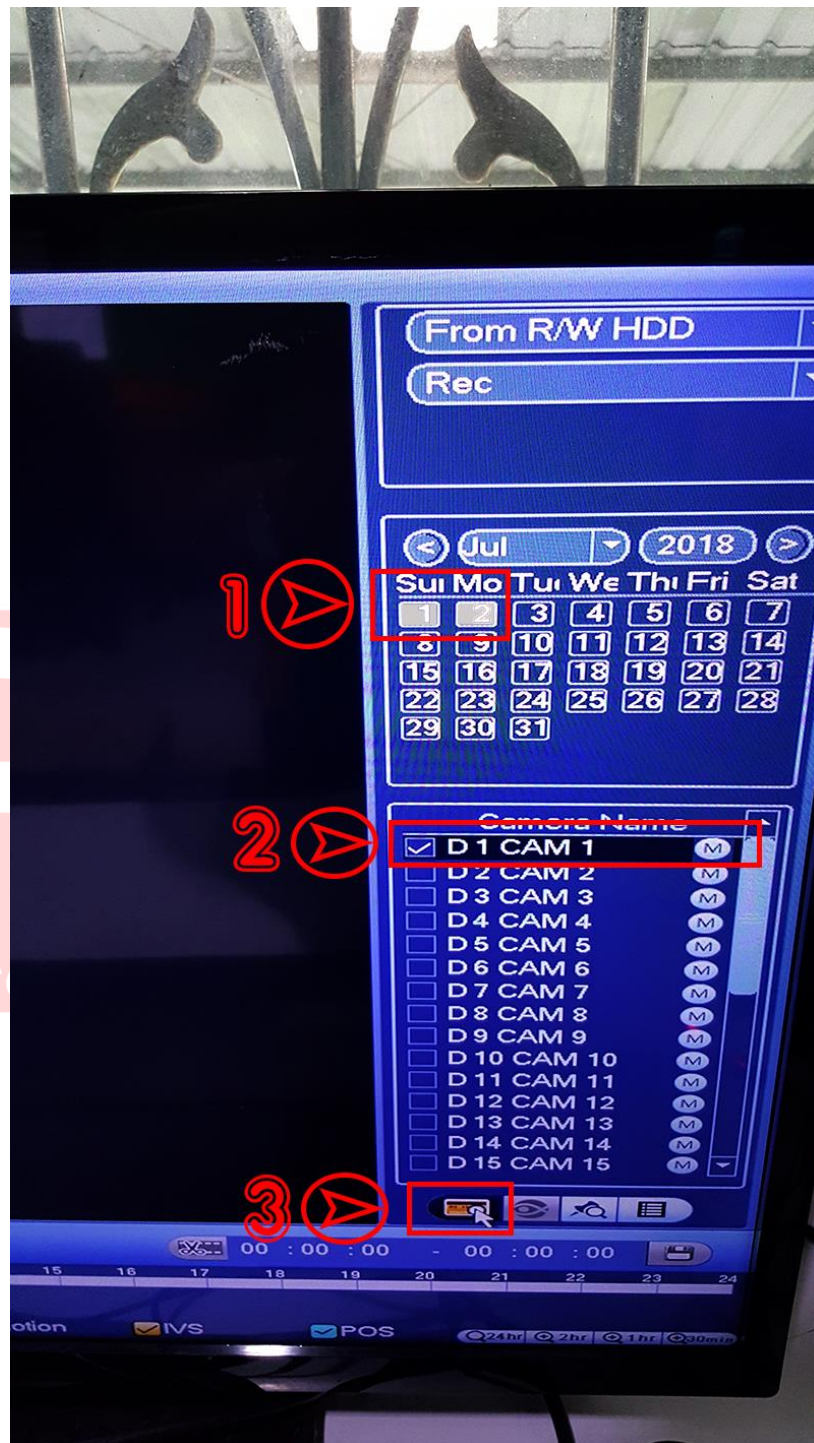 From R/W HDD
Rec
< Jul 2018 >
Sun Mo Tu We Th Fri Sat
1 1 2 3 4 5 6 7
8 9 10 11 12 13 14
15 16 17 18 19 20 21
22 23 24 25 26 27 28
29 30 31
Camera Name
2 D 1 CAM 1 M
D 2 CAM 2 M
D 3 CAM 3 M
D 4 CAM 4 M
D 5 CAM 5 M
D 6 CAM 6 M
D 7 CAM 7 M
D 8 CAM 8 M
D 9 CAM 9 M
D 10 CAM 10 M
D 11 CAM 11 M
D 12 CAM 12 M
D 13 CAM 13 M
D 14 CAM 14 M
D 15 CAM 15 M
3
00 : 00 : 00 - 00 : 00 : 00
15 16 17 18 19 20 21 22 23 24
otion IVS POS 24hr 2hr 1hr 30min